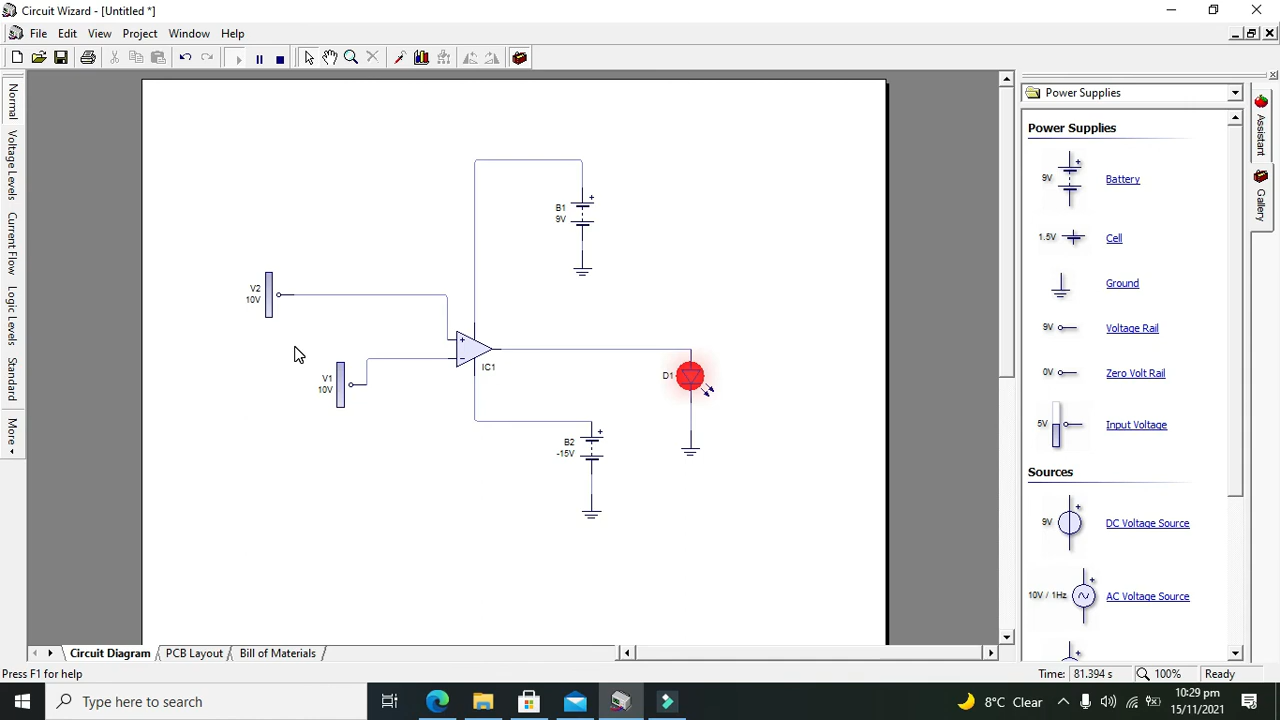 Circuit Wizard - [Untitled *]
File Edit View Project Window Help
Normal
Voltage Levels
Current Flow
Logic Levels
Standard
More
B1
9V
V2
10V
V1
10V
IC1
D1
B2
-15V
Power Supplies
Power Supplies
9V Battery
1.5V Cell
Ground
9V Voltage Rail
0V Zero Volt Rail
5V Input Voltage
Sources
9V DC Voltage Source
10V / 1Hz AC Voltage Source
Assistant
Gallery
Circuit Diagram PCB Layout Bill of Materials
Press F1 for help
Time: 81.394 s 100% Ready
Type here to search
8°C Clear
10:29 pm
15/11/2021